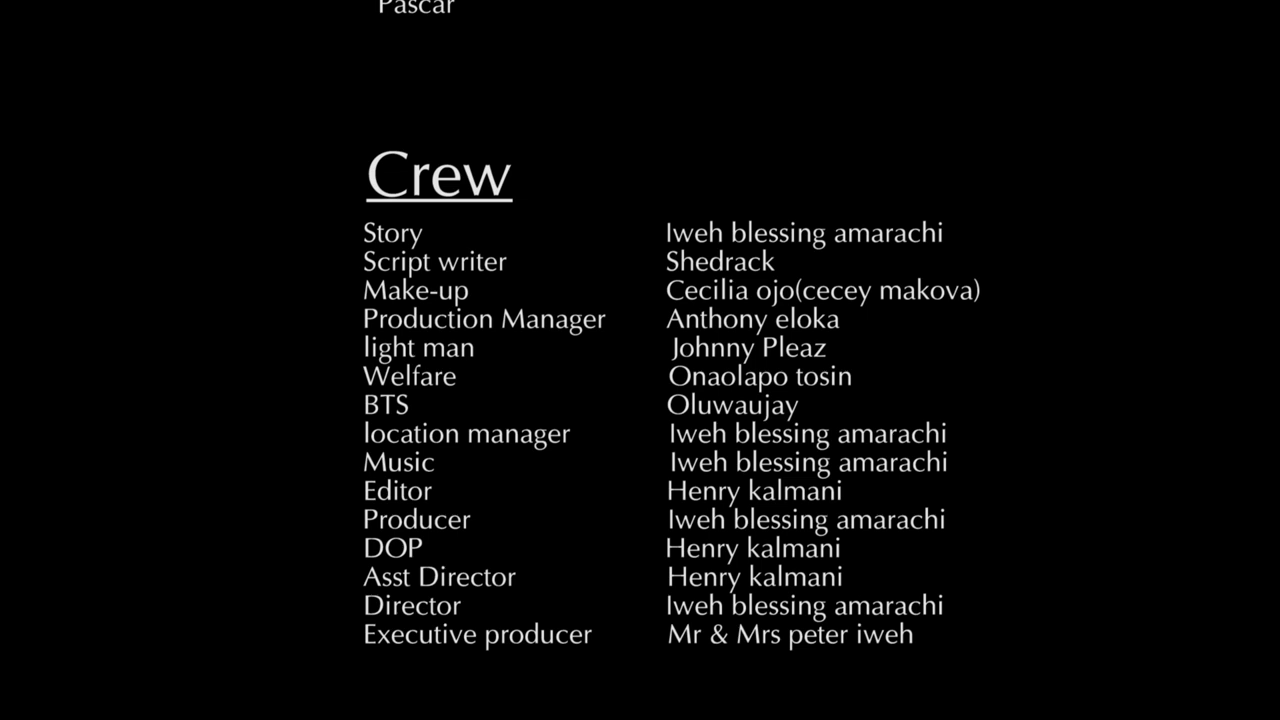 Pascar
Crew
Story Iweh blessing amarachi
Script writer Shedrack
Make-up Cecilia ojo(cecey makova)
Production Manager Anthony eloka
light man Johnny Pleaz
Welfare Onaolapo tosin
BTS Oluwaujay
location manager Iweh blessing amarachi
Music Iweh blessing amarachi
Editor Henry kalmani
Producer Iweh blessing amarachi
DOP Henry kalmani
Asst Director Henry kalmani
Director Iweh blessing amarachi
Executive producer Mr & Mrs peter iweh